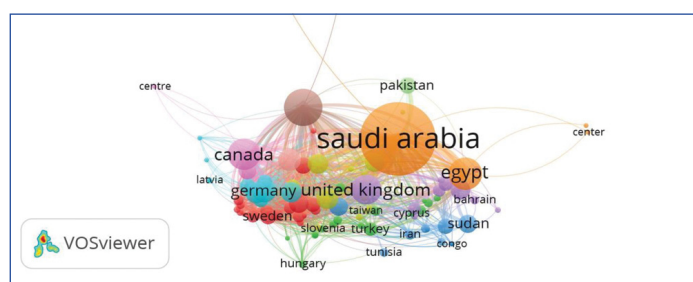 pakistan
centre
saudi arabia
center
canada
egypt
latvia
germany
united kingdom
bahrain
sweden
taiwan
cyprus
sudan
slovenia
turkey
iran
congo
tunisia
hungary
VOSviewer